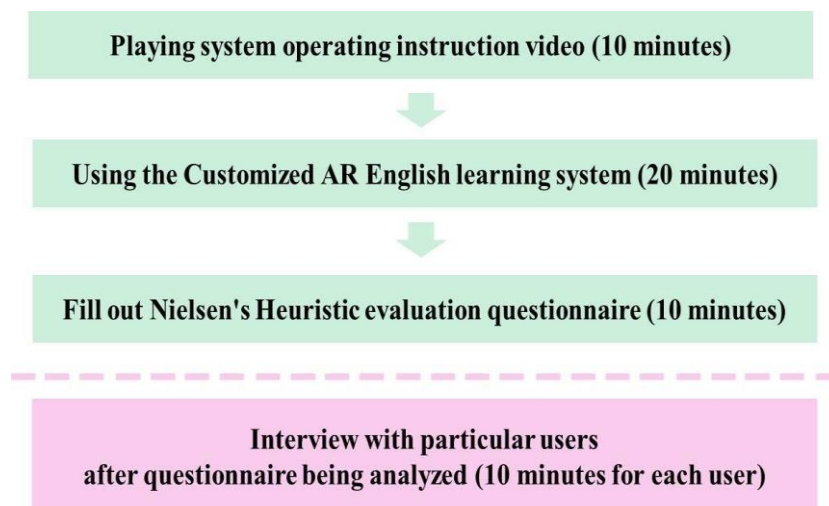 Playing system operating instruction video (10 minutes)
Using the Customized AR English learning system (20 minutes)
Fill out Nielsen's Heuristic evaluation questionnaire (10 minutes)
Interview with particular users
after questionnaire being analyzed (10 minutes for each user)